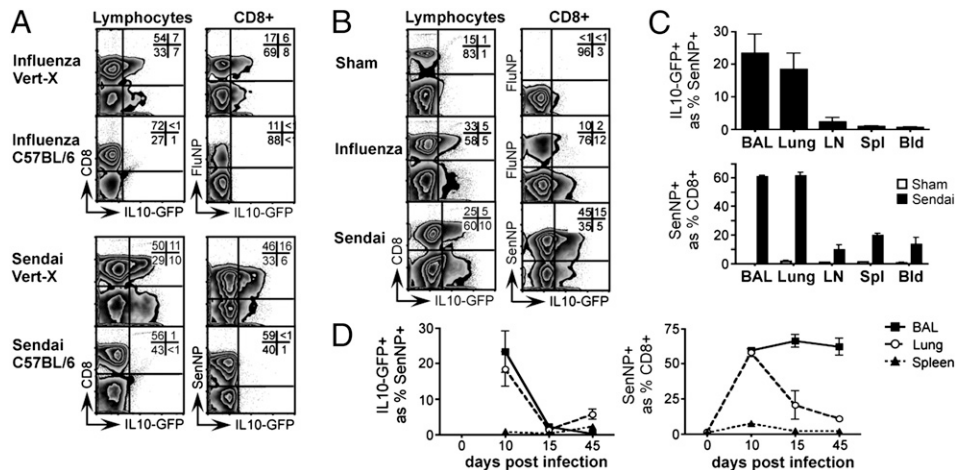 A
Lymphocytes
CD8+
Influenza
Vert-X
54 7
33 7
17 6
69 8
Influenza
C57BL/6
72 <1
27 1
11 <
88 <
CD8
FluNP
IL10-GFP
IL10-GFP
Sendai
Vert-X
50 11
29 10
46 16
33 6
Sendai
C57BL/6
56 1
43 <1
59 <1
40 1
CD8
SenNP
IL10-GFP
IL10-GFP
B
Lymphocytes
CD8+
Sham
15 1
83 1
<1 <1
96 3
FluNP
Influenza
33 5
58 5
10 2
76 12
FluNP
Sendai
25 5
60 10
45 15
35 5
CD8
SenNP
IL10-GFP
IL10-GFP
C
IL10-GFP+
as % SenNP+
30
20
10
0
BAL Lung LN Spl Bld
SenNP+
as % CD8+
60
40
20
0
Sham
Sendai
BAL Lung LN Spl Bld
D
IL10-GFP+
as % SenNP+
30
20
10
0
0 10 15 45
days post infection
SenNP+
as % CD8+
75
50
25
0
0 10 15 45
days post infection
BAL
Lung
Spleen